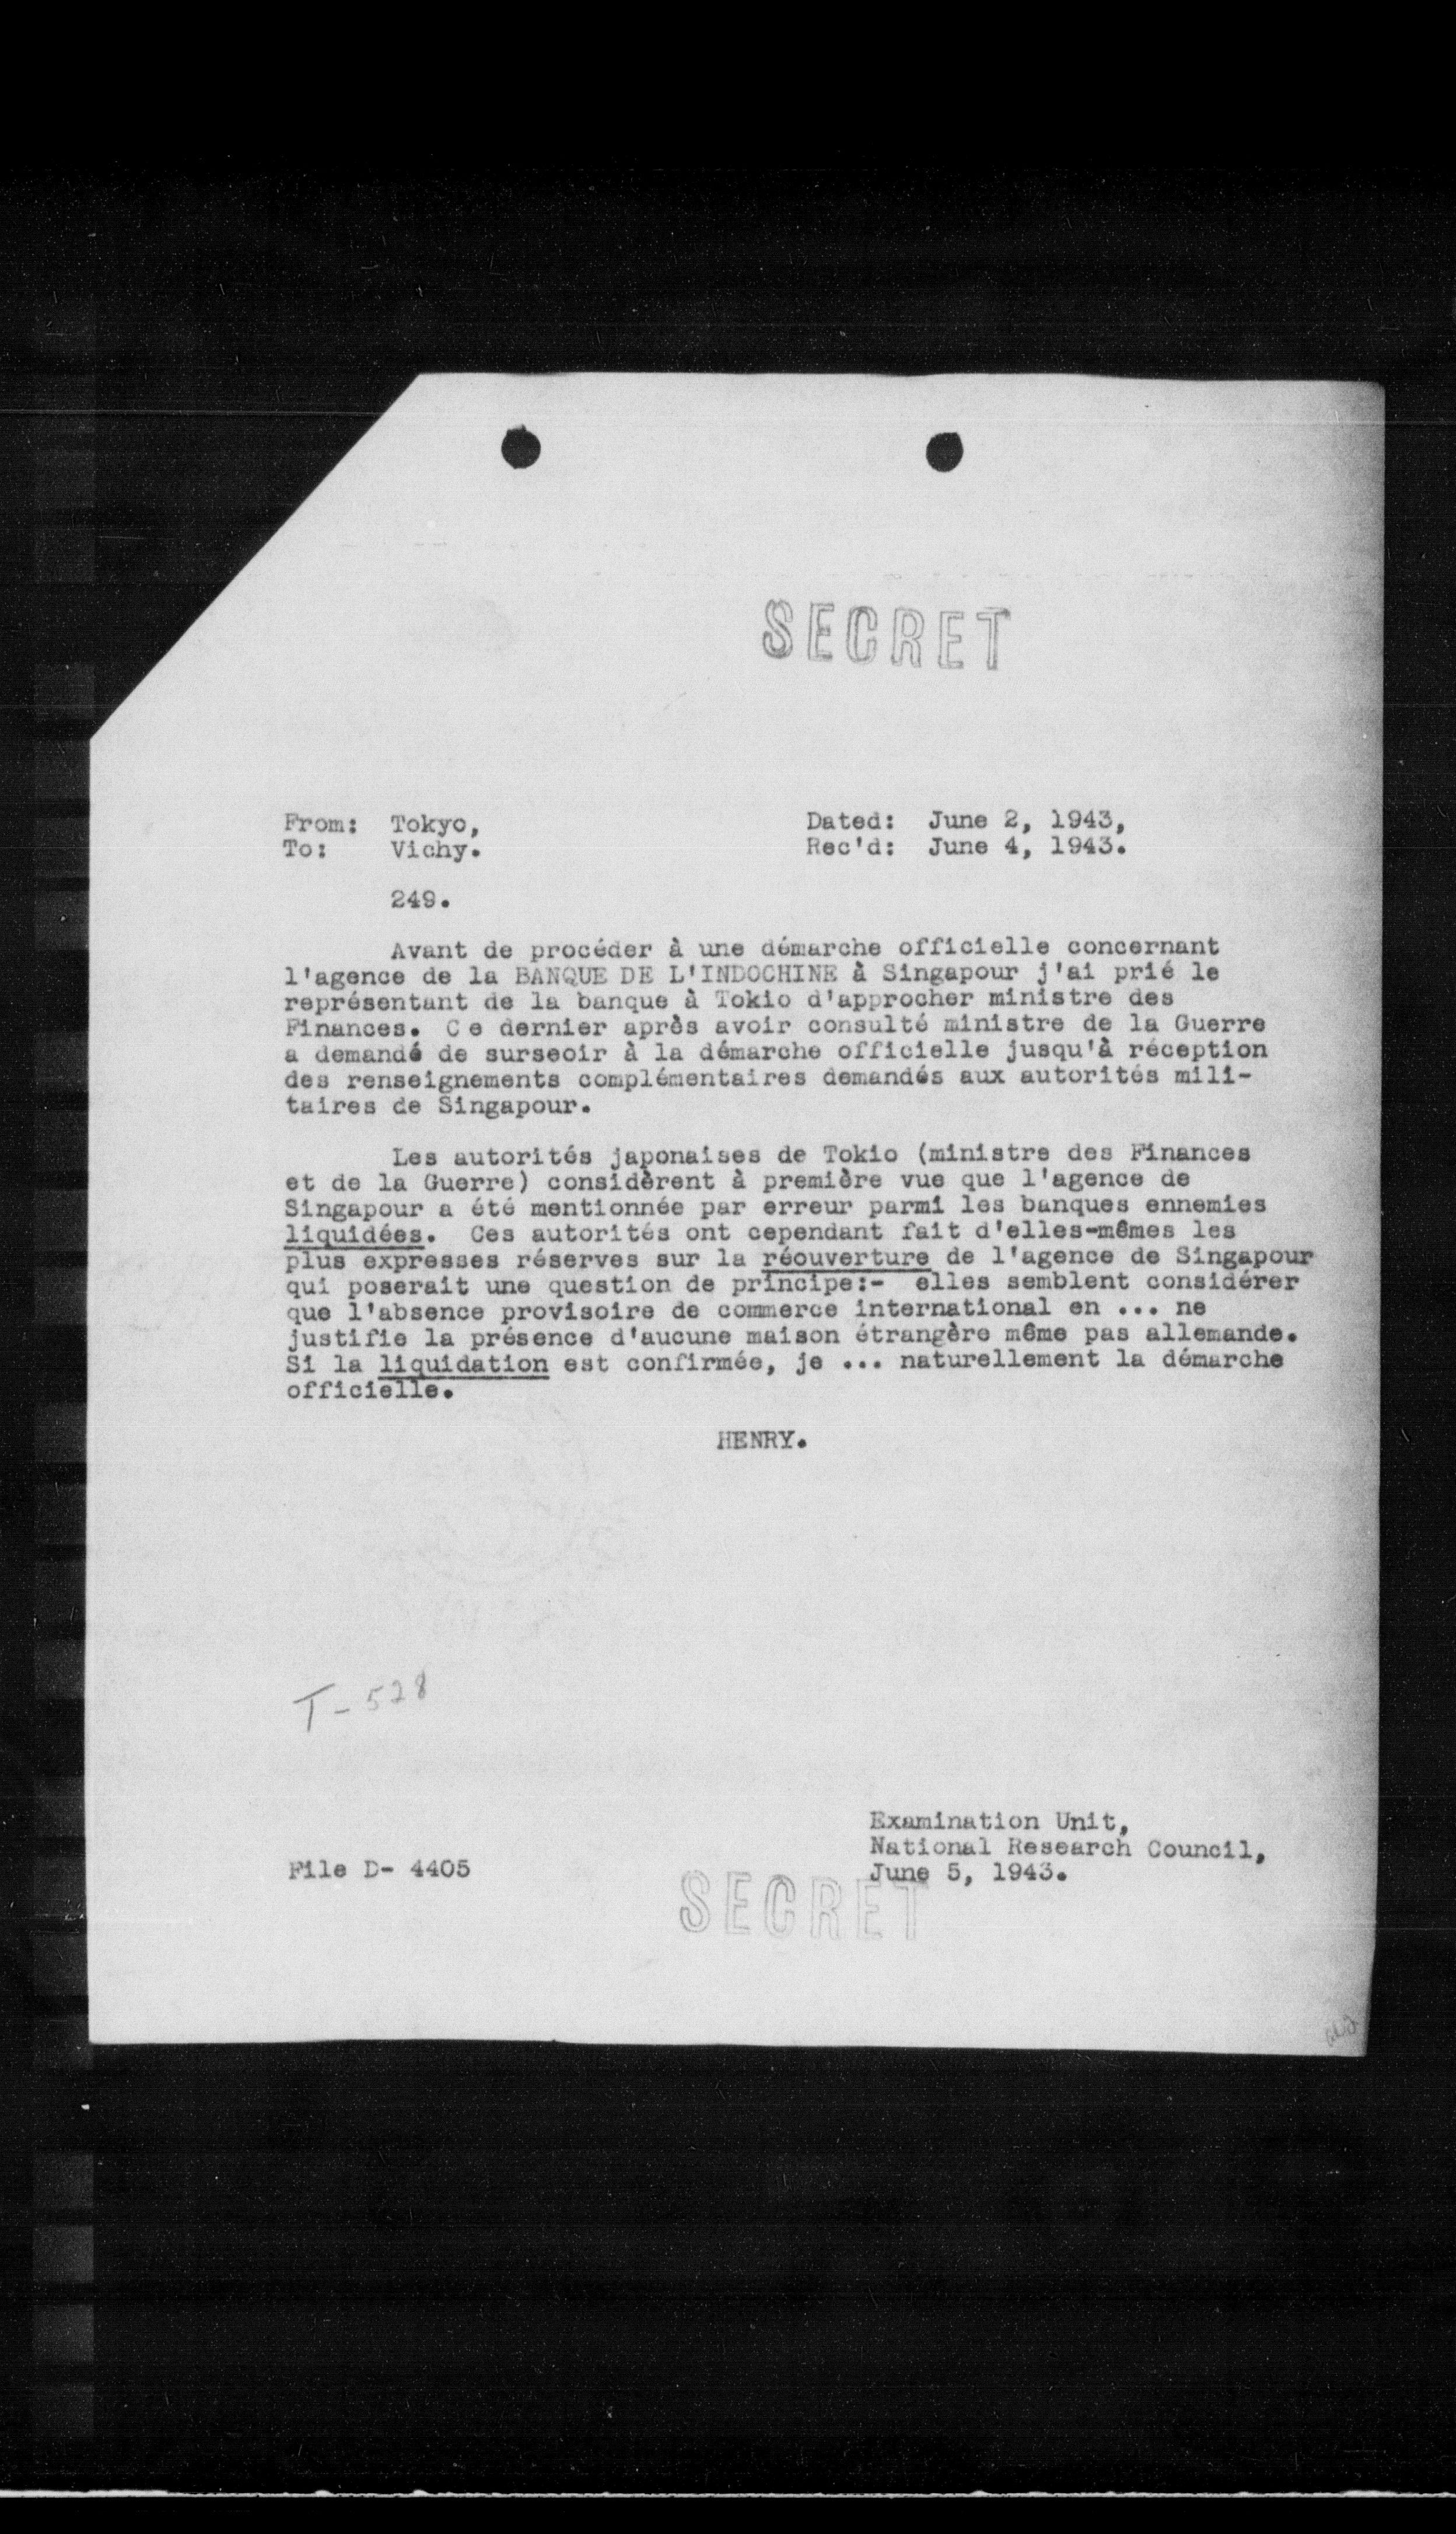 SECRET
From: Tokyo,
To: Vichy.
Dated: June 2, 1943,
Rec'd: June 4, 1943.
249.
Avant de procéder à une démarche officielle concernant
l'agence de la BANQUE DE L'INDOCHINE à Singapour j'ai prié le
représentant de la banque à Tokio d'approcher ministre des
Finances. Ce dernier après avoir consulté ministre de la Guerre
a demandé de surseoir à la démarche officielle jusqu'à réception
des renseignements complémentaires demandés aux autorités mili-
taires de Singapour.
Les autorités japonaises de Tokio (ministre des Finances
et de la Guerre) considèrent à première vue que l'agence de
Singapour a été mentionnée par erreur parmi les banques ennemies
liquidées. Ces autorités ont cependant fait d'elles-mêmes les
plus expresses réserves sur la réouverture de l'agence de Singapour
qui poserait une question de principe:- elles semblent considérer
que l'absence provisoire de commerce international en ... ne
justifie la présence d'aucune maison étrangère même pas allemande.
Si la liquidation est confirmée, je ... naturellement la démarche
officielle.
HENRY.
T-528
Examination Unit,
National Research Council,
June 5, 1943.
File D- 4405
SECRET